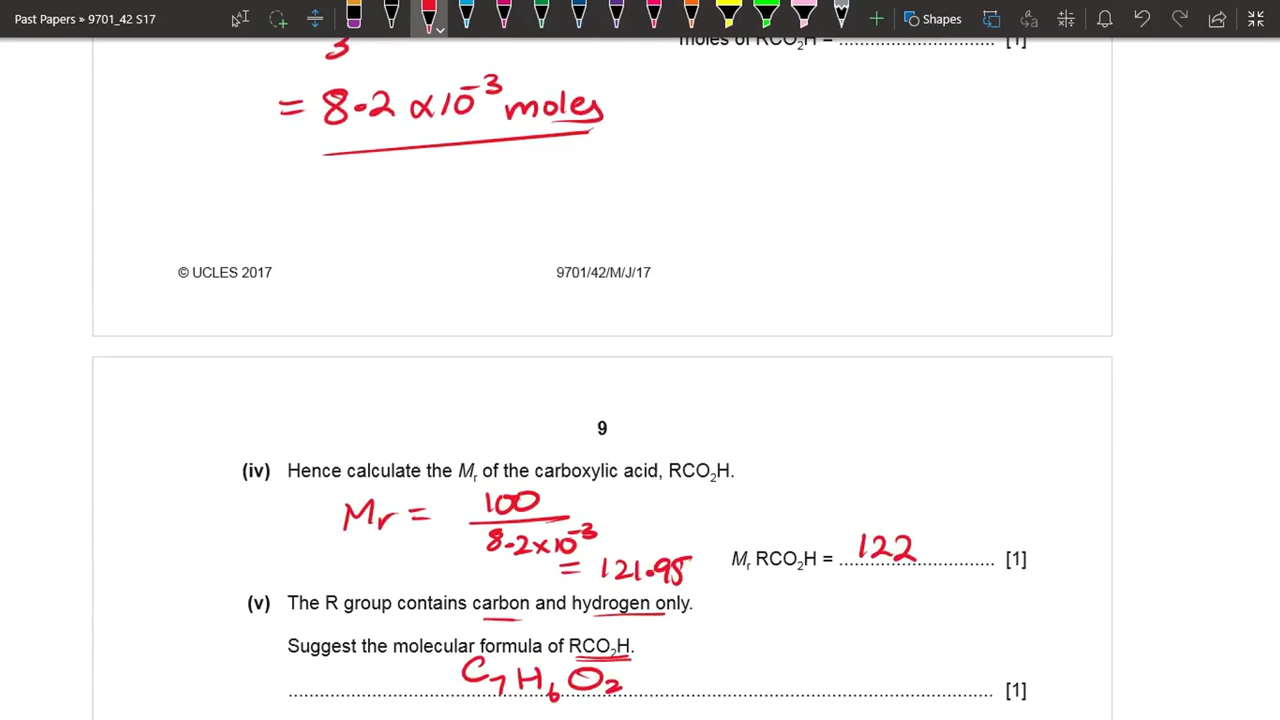 Past Papers » 9701_42 S17
Shapes
3
moles of RCO2H = .............................. [1]
= 8.2 ×10⁻³ moles
© UCLES 2017
9701/42/M/J/17
9
(iv) Hence calculate the Mr of the carboxylic acid, RCO2H.
Mr = 100 / 8.2×10⁻³
= 121.95
Mr RCO2H = 122 [1]
(v) The R group contains carbon and hydrogen only.
Suggest the molecular formula of RCO2H.
C7H6O2
.............................. [1]